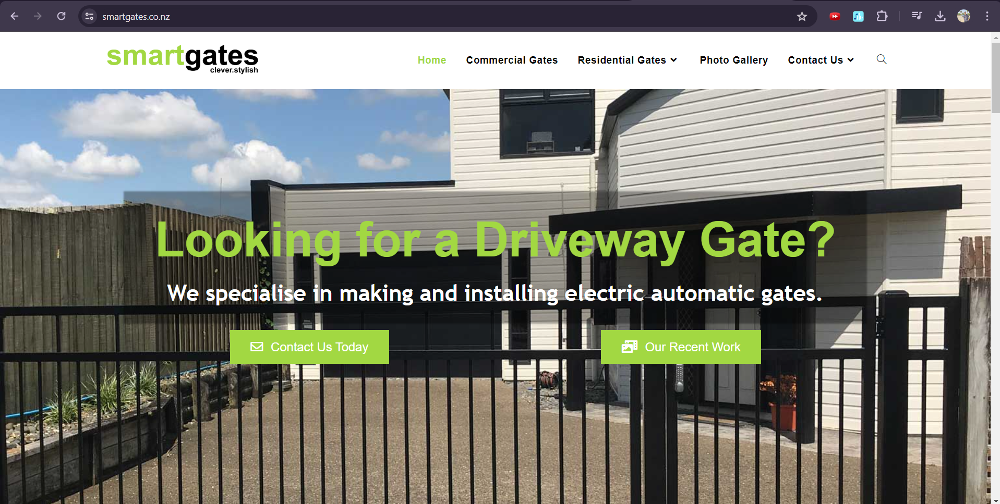 smartgates.co.nz
smartgates
clever.stylish
Home Commercial Gates Residential Gates Photo Gallery Contact Us
Looking for a Driveway Gate?
We specialise in making and installing electric automatic gates.
Contact Us Today Our Recent Work